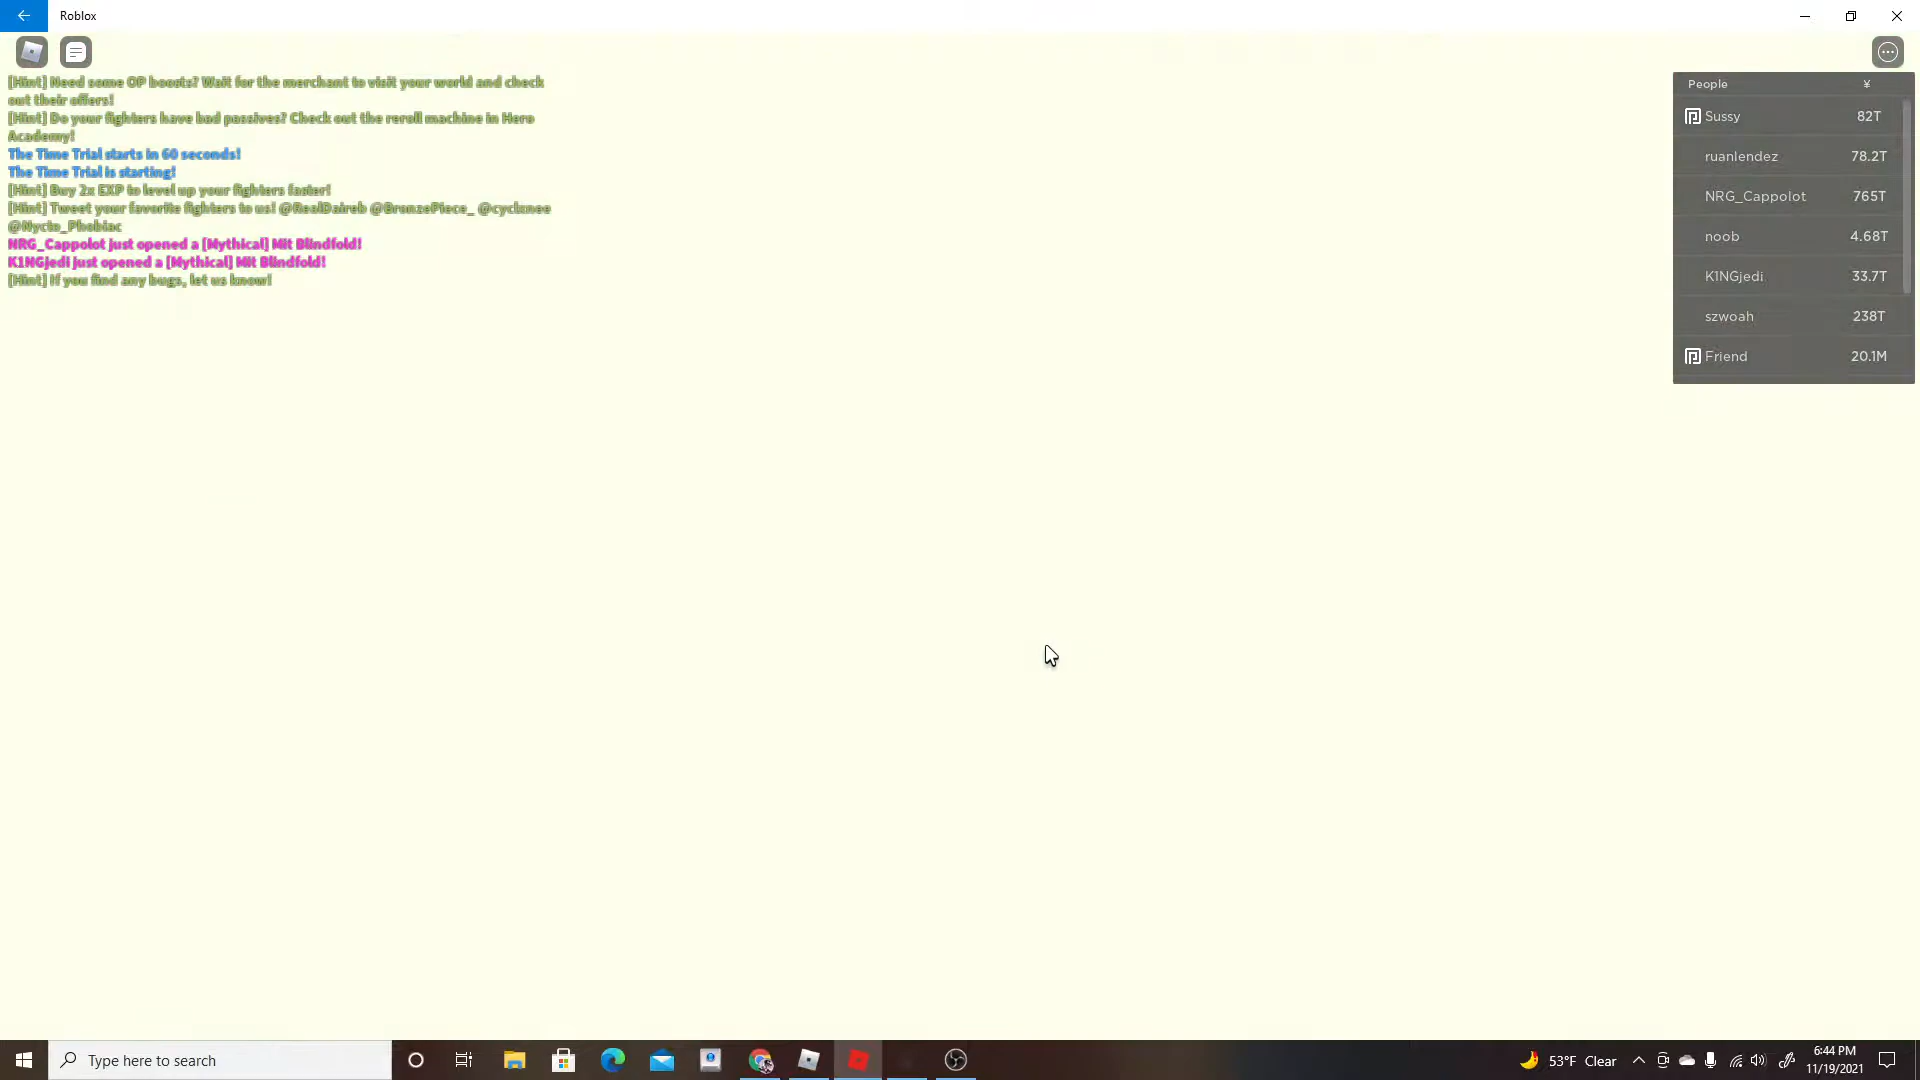 Roblox
[Hint] Need some OP boosts? Wait for the merchant to visit your world and check
out their offers!
[Hint] Do your fighters have bad passives? Check out the reroll machine in Hero
Academy!
The Time Trial starts in 60 seconds!
The Time Trial is starting!
[Hint] Buy 2x EXP to level up your fighters faster!
[Hint] Tweet your favorite fighters to us! @RealDaireb @BronzePiece_ @cyclonee
@Nycto_Phobiac
NRG_Cappolot just opened a [Mythical] Mit Blindfold!
K1NGjedi just opened a [Mythical] Mit Blindfold!
[Hint] If you find any bugs, let us know!
People ¥
Sussy 82T
ruanlendez 78.2T
NRG_Cappolot 765T
noob 4.68T
K1NGjedi 33.7T
szwoah 238T
Friend 20.1M
Type here to search
53°F Clear
6:44 PM
11/19/2021